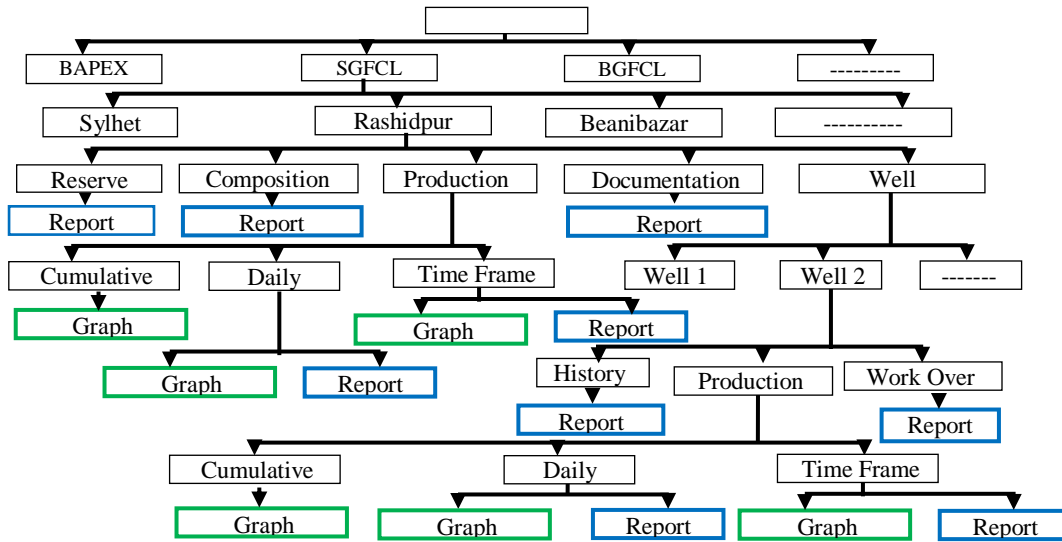 BAPEX SGFCL BGFCL ---------
Sylhet Rashidpur Beanibazar ----------
Reserve Composition Production Documentation Well
Report Report Report
Cumulative Daily Time Frame Well 1 Well 2 -------
Graph Graph Report
Graph Report History Production Work Over
Report Report
Cumulative Daily Time Frame
Graph Graph Report Graph Report